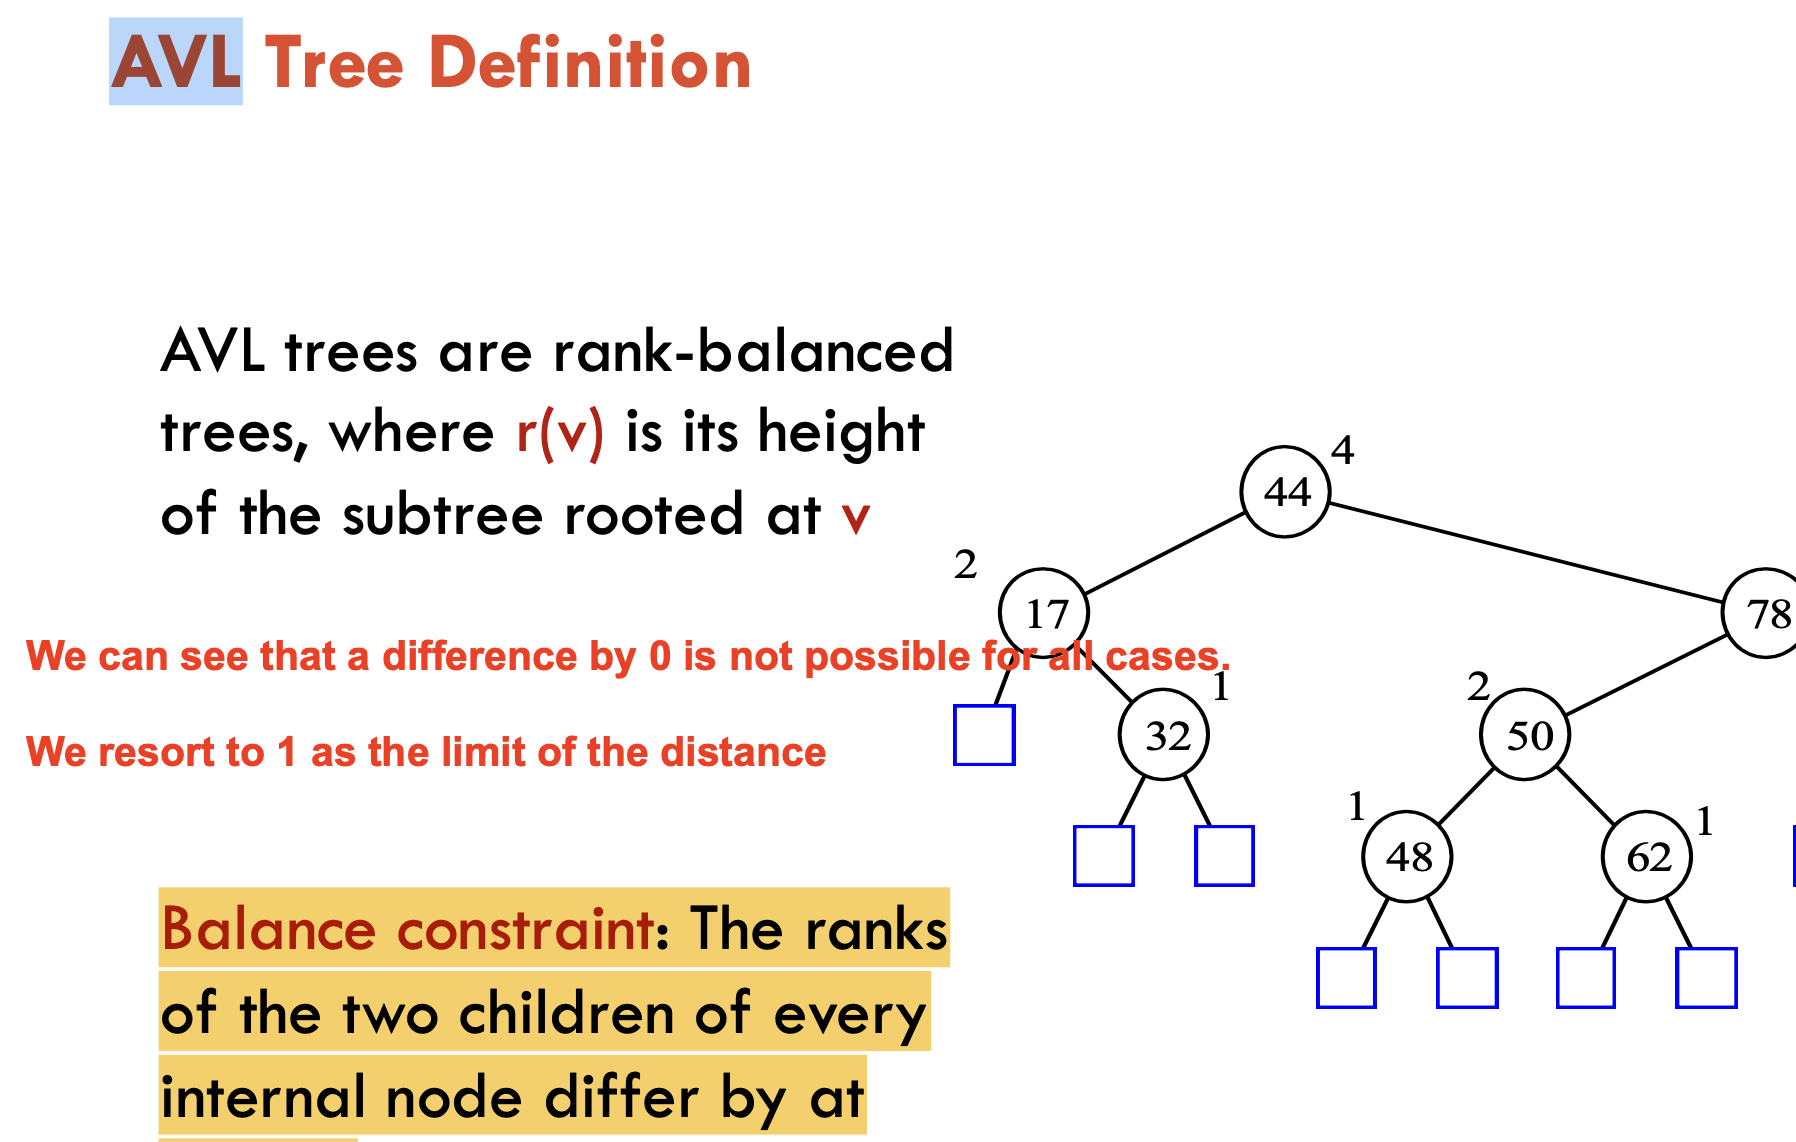 AVL Tree Definition
AVL trees are rank-balanced
trees, where r(v) is its height
of the subtree rooted at v
We can see that a difference by 0 is not possible for all cases.
We resort to 1 as the limit of the distance
Balance constraint: The ranks
of the two children of every
internal node differ by at
44 4
2
17
78
32 1
2
50
1
48
62 1